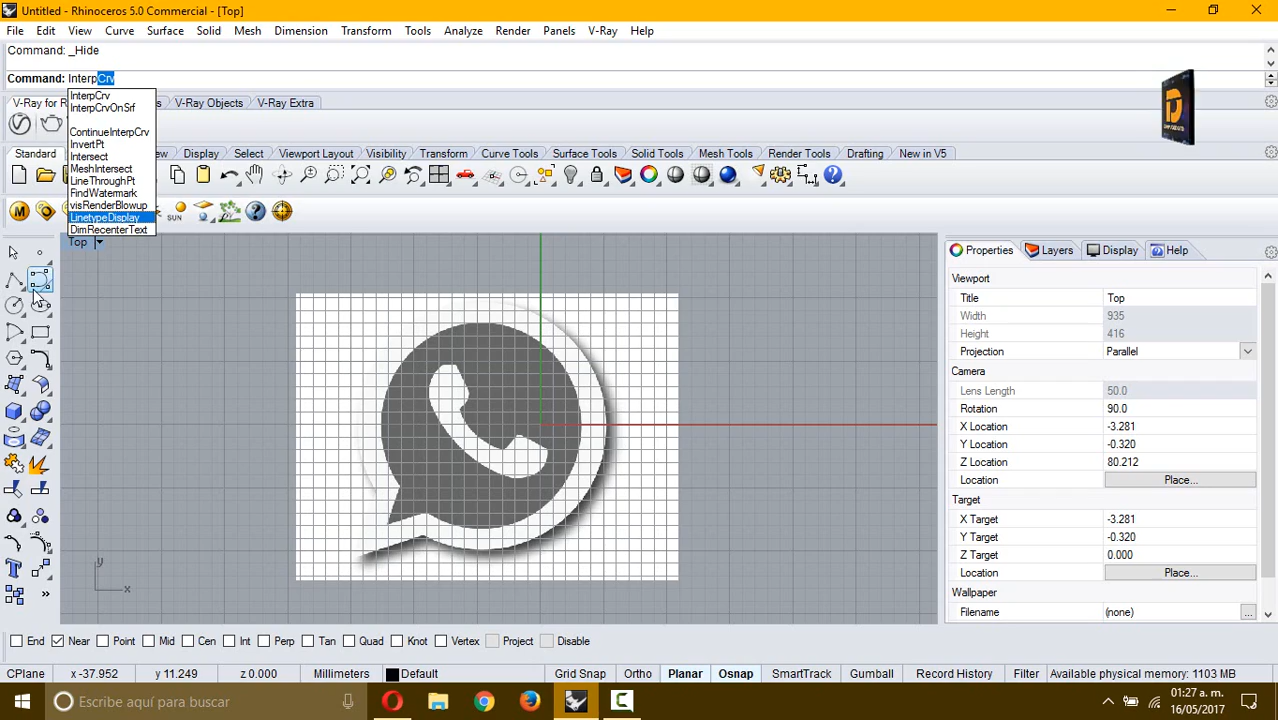 Untitled - Rhinoceros 5.0 Commercial - [Top]
File Edit View Curve Surface Solid Mesh Dimension Transform Tools Analyze Render Panels V-Ray Help
Command: _Hide
Command: InterpCrv
InterpCrv
InterpCrvOnSrf
ContinueInterpCrv
InvertPt
Intersect
MeshIntersect
LineThroughPt
FindWatermark
visRenderBlowup
LinetypeDisplay
DimRecenterText
V-Ray for R s V-Ray Objects V-Ray Extra
Standard ew Display Select Viewport Layout Visibility Transform Curve Tools Surface Tools Solid Tools Mesh Tools Render Tools Drafting New in V5
M SUN
Top
y
x
Properties Layers Display Help
Viewport
Title Top
Width 935
Height 416
Projection Parallel
Camera
Lens Length 50.0
Rotation 90.0
X Location -3.281
Y Location -0.320
Z Location 80.212
Location Place...
Target
X Target -3.281
Y Target -0.320
Z Target 0.000
Location Place...
Wallpaper
Filename (none) ...
End Near Point Mid Cen Int Perp Tan Quad Knot Vertex Project Disable
CPlane x -37.952 y 11.249 z 0.000 Millimeters Default Grid Snap Ortho Planar Osnap SmartTrack Gumball Record History Filter Available physical memory: 1103 MB
Escribe aquí para buscar
01:27 a. m.
16/05/2017